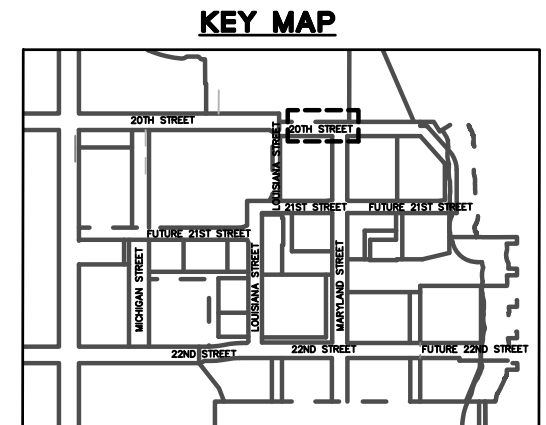 KEY MAP
20TH STREET
20TH STREET
LOUISIANA STREET
21ST STREET
FUTURE 21ST STREET
FUTURE 21ST STREET
MICHIGAN STREET
LOUISIANA STREET
MARYLAND STREET
22ND STREET
22ND STREET
FUTURE 22ND STREET